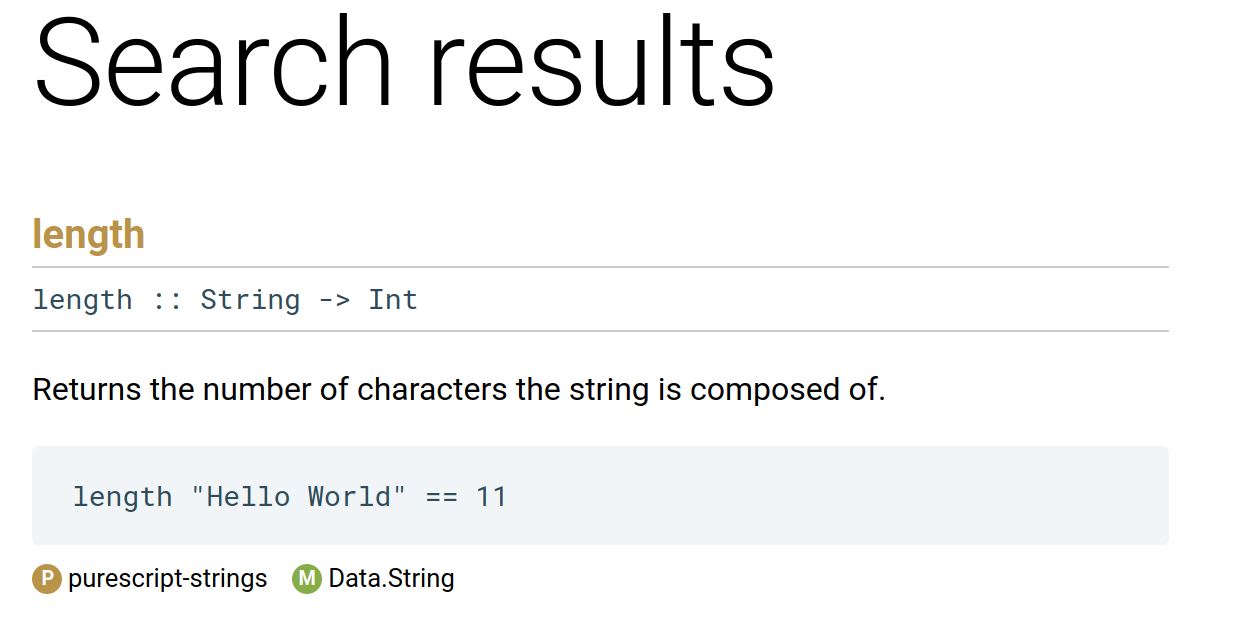 Search results
length
length :: String -> Int
Returns the number of characters the string is composed of.
length "Hello World" == 11
P purescript-strings M Data.String